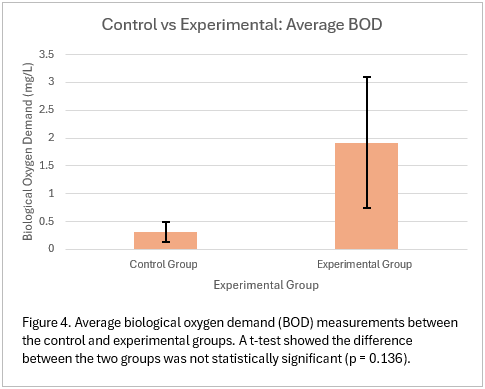 Control vs Experimental: Average BOD
3.5
3
2.5
2
1.5
1
0.5
0
Biological Oxygen Demand (mg/L)
Control Group
Experimental Group
Experimental Group
Figure 4. Average biological oxygen demand (BOD) measurements between
the control and experimental groups. A t-test showed the difference
between the two groups was not statistically significant (p = 0.136).